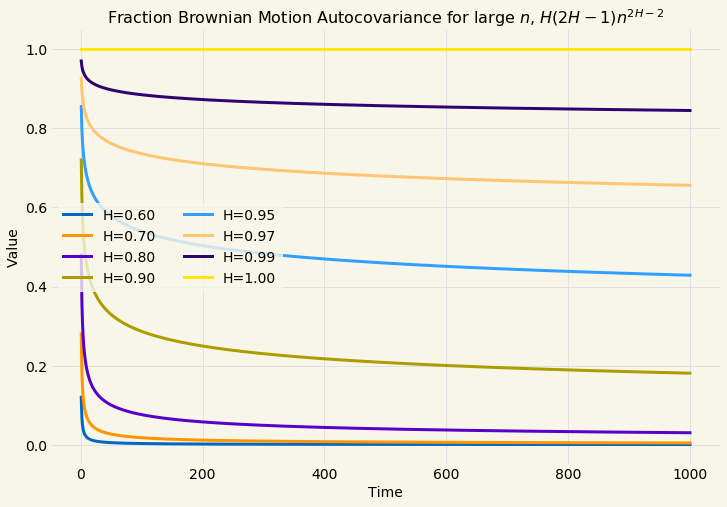 Fraction Brownian Motion Autocovariance for large n, H(2H − 1)n^{2H−2}
1.0
0.8
0.6
0.4
0.2
0.0
Value
H=0.60 H=0.95
H=0.70 H=0.97
H=0.80 H=0.99
H=0.90 H=1.00
0 200 400 600 800 1000
Time